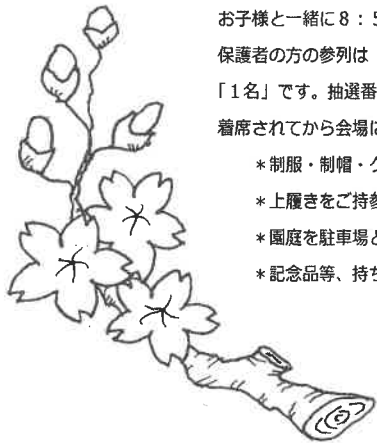 お子様と一緒に８：５
保護者の方の参列は
「１名」です。抽選番
着席されてから会場に
＊制服・制帽・ク
＊上履きをご持参
＊園庭を駐車場と
＊記念品等、持ち